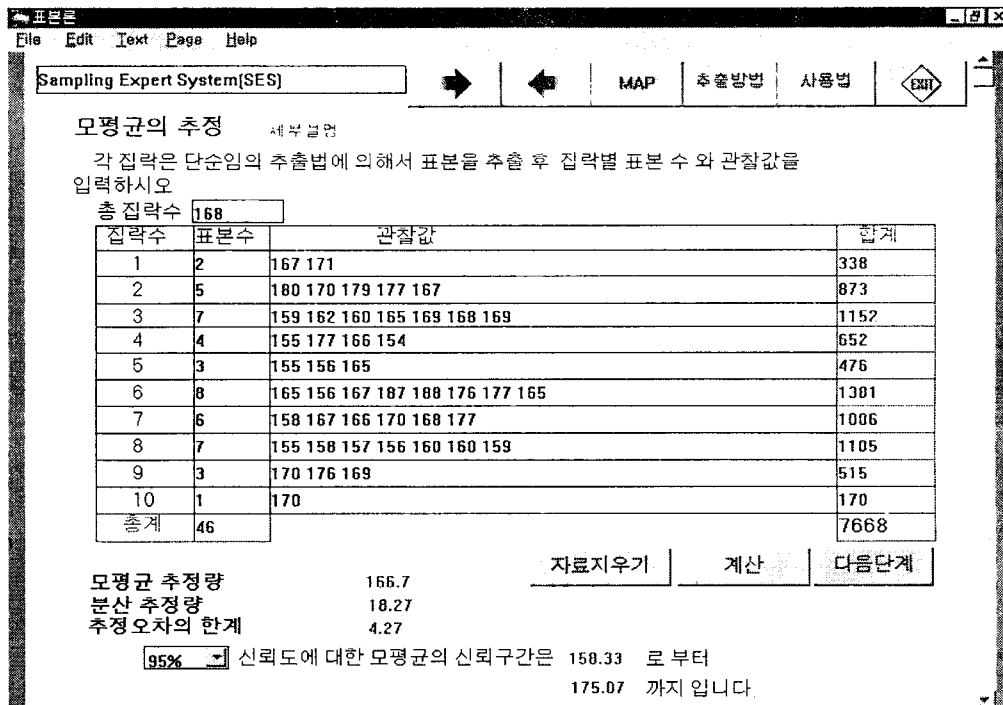 표본론
File Edit Text Page Help
Sampling Expert System(SES) MAP 추출방법 사용법 EXIT
모평균의 추정 세부설명
각 집락은 단순임의 추출법에 의해서 표본을 추출 후 집락별 표본 수 와 관찰값을
입력하시오
총 집락수 168
집락수 표본수 관찰값 합계
1 2 167 171 338
2 5 180 170 179 177 167 873
3 7 159 162 160 165 169 168 169 1152
4 4 155 177 166 154 652
5 3 155 156 165 476
6 8 165 156 167 187 188 176 177 165 1381
7 6 158 167 166 170 168 177 1006
8 7 155 158 157 156 160 160 159 1105
9 3 170 176 169 515
10 1 170 170
총계 46 7668
자료지우기 계산 다음단계
모평균 추정량 166.7
분산 추정량 18.27
추정오차의 한계 4.27
95% 신뢰도에 대한 모평균의 신뢰구간은 158.33 로 부터
175.07 까지 입니다.